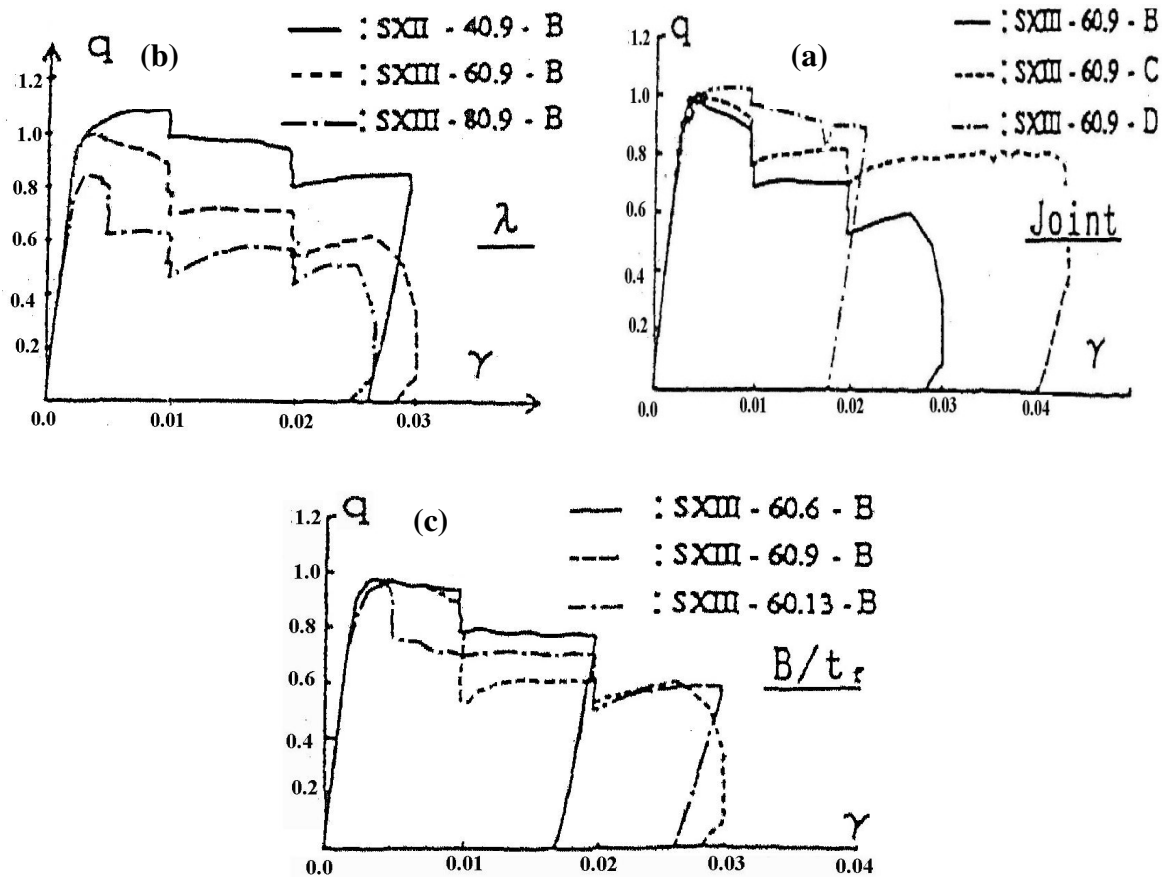 q
(b)
: SXII - 40.9 - B
: SXIII - 60.9 - B
: SXIII - 80.9 - B
1.2
1.0
0.8
0.6
0.4
0.2
λ
γ
0.0
0.01
0.02
0.03
q
(a)
: SXIII - 60.9 - B
: SXIII - 60.9 - C
: SXIII - 60.9 - D
1.2
1.0
0.8
0.6
0.4
0.2
Joint
γ
0.0
0.01
0.02
0.03
0.04
q
(c)
: SXIII - 60.6 - B
: SXIII - 60.9 - B
: SXIII - 60.13 - B
1.2
1.0
0.8
0.6
0.4
0.2
B/t f
γ
0.0
0.01
0.02
0.03
0.04